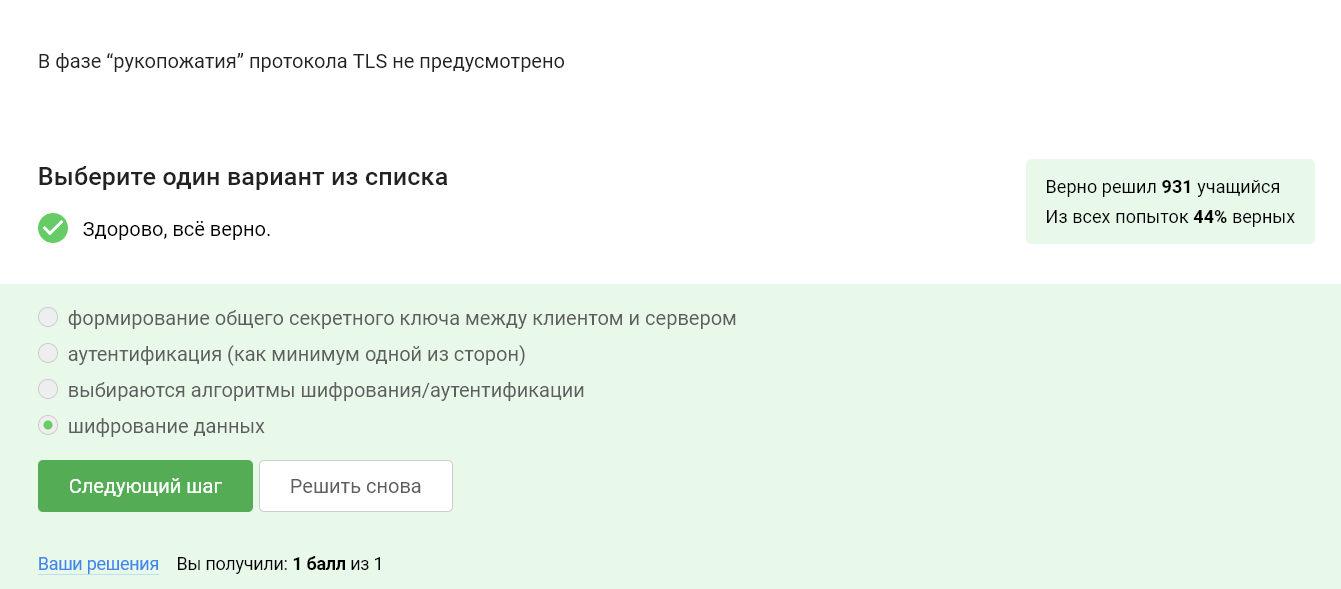 В фазе “рукопожатия” протокола TLS не предусмотрено
Выберите один вариант из списка
Здорово, всё верно.
Верно решил 931 учащийся
Из всех попыток 44% верных
формирование общего секретного ключа между клиентом и сервером
аутентификация (как минимум одной из сторон)
выбираются алгоритмы шифрования/аутентификации
шифрование данных
Следующий шаг
Решить снова
Ваши решения Вы получили: 1 балл из 1